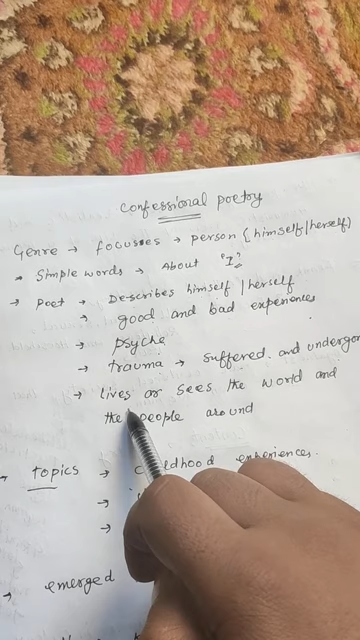 Confessional poetry
Genre → focusses → person (himself/herself)
* Simple words → About "I"
→ Poet → Describes himself/herself
→ good and bad experiences
→ psyche
→ trauma → suffered and undergon
→ lives or sees the world and
the people around
→ topics → childhood experiences.
→
→
→ emerged